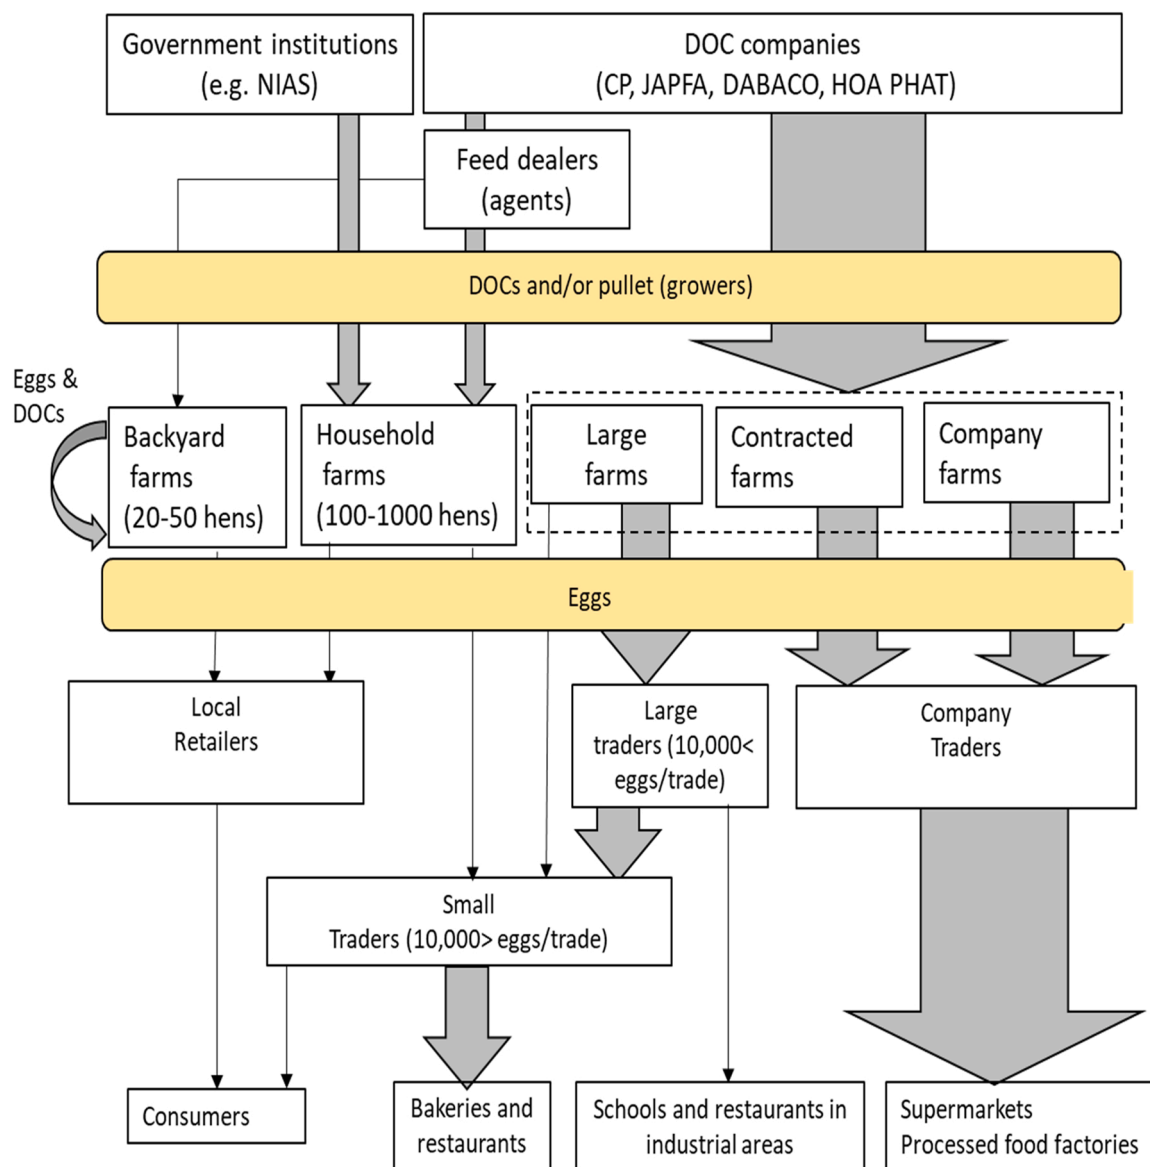 Government institutions
(e.g. NIAS)
DOC companies
(CP, JAPFA, DABACO, HOA PHAT)
Feed dealers
(agents)
DOCs and/or pullet (growers)
Eggs &
DOCs
Backyard
farms
(20-50 hens)
Household
farms
(100-1000 hens)
Large
farms
Contracted
farms
Company
farms
Eggs
Local
Retailers
Large
traders (10,000<
eggs/trade)
Company
Traders
Small
Traders (10,000> eggs/trade)
Consumers
Bakeries and
restaurants
Schools and restaurants in
industrial areas
Supermarkets
Processed food factories